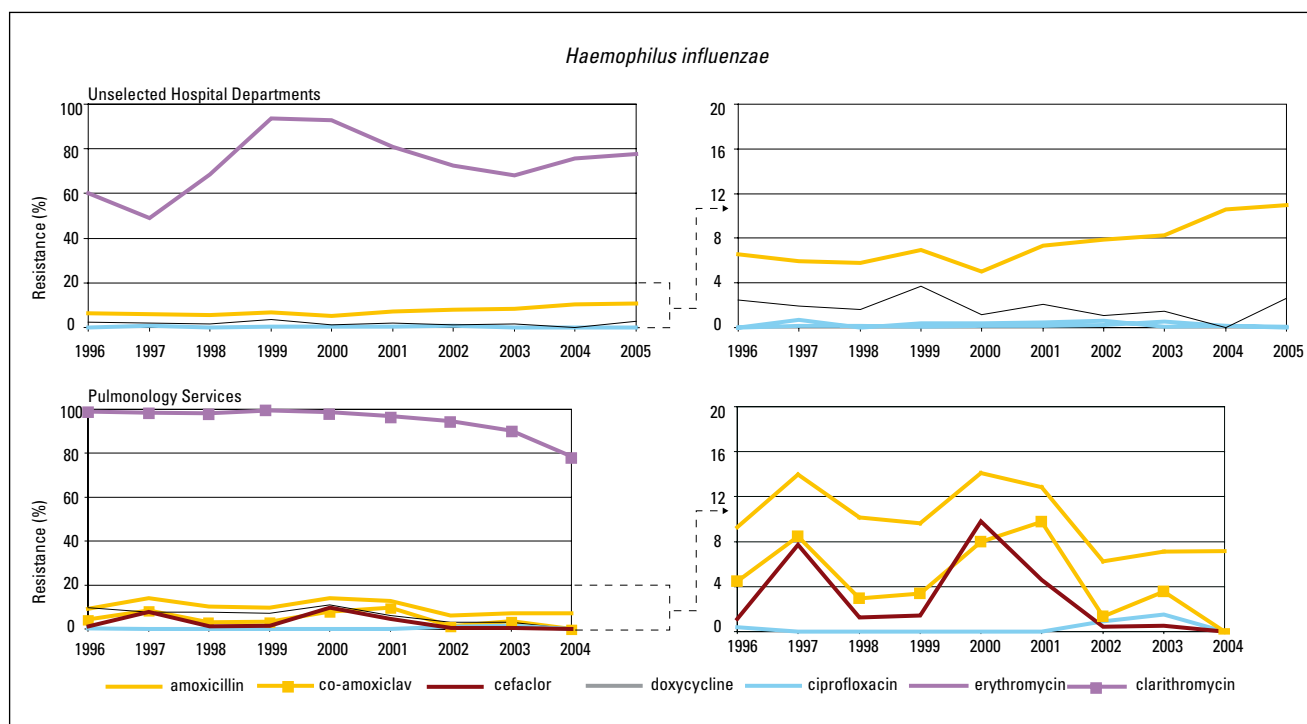 Haemophilus influenzae
Unselected Hospital Departments
Resistance (%)
100
80
60
40
20
0
1996 1997 1998 1999 2000 2001 2002 2003 2004 2005
20
16
12
8
4
0
1996 1997 1998 1999 2000 2001 2002 2003 2004 2005
Pulmonology Services
Resistance (%)
100
80
60
40
20
0
1996 1997 1998 1999 2000 2001 2002 2003 2004
20
16
12
8
4
0
1996 1997 1998 1999 2000 2001 2002 2003 2004
amoxicillin co-amoxiclav cefaclor doxycycline ciprofloxacin erythromycin clarithromycin